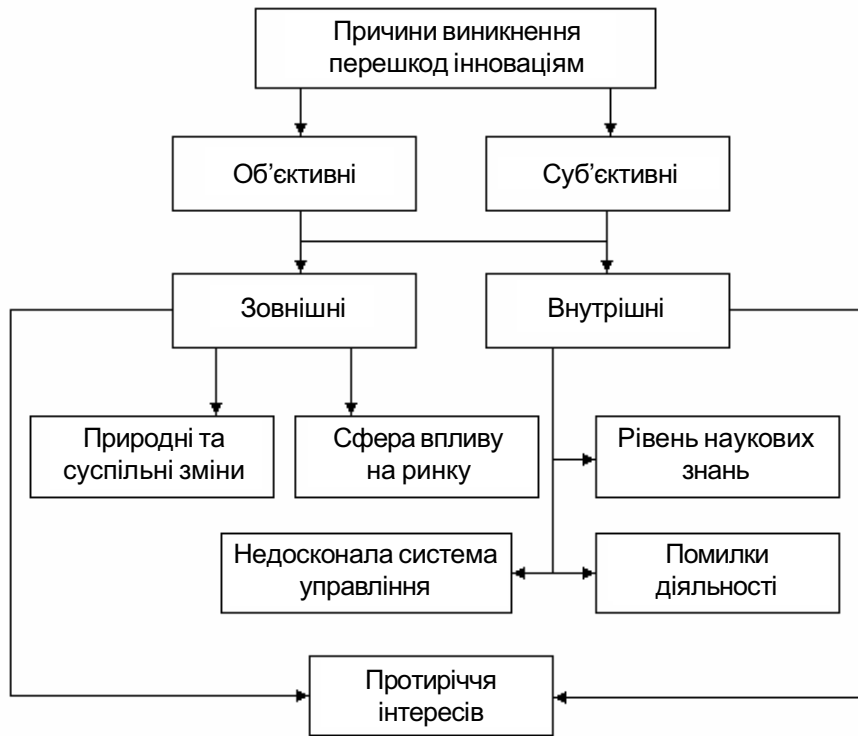 Причини виникнення
перешкод інноваціям
Об’єктивні
Суб’єктивні
Зовнішні
Внутрішні
Природні та
суспільні зміни
Сфера впливу
на ринку
Рівень наукових
знань
Недосконала система
управління
Помилки
діяльності
Протиріччя
інтересів